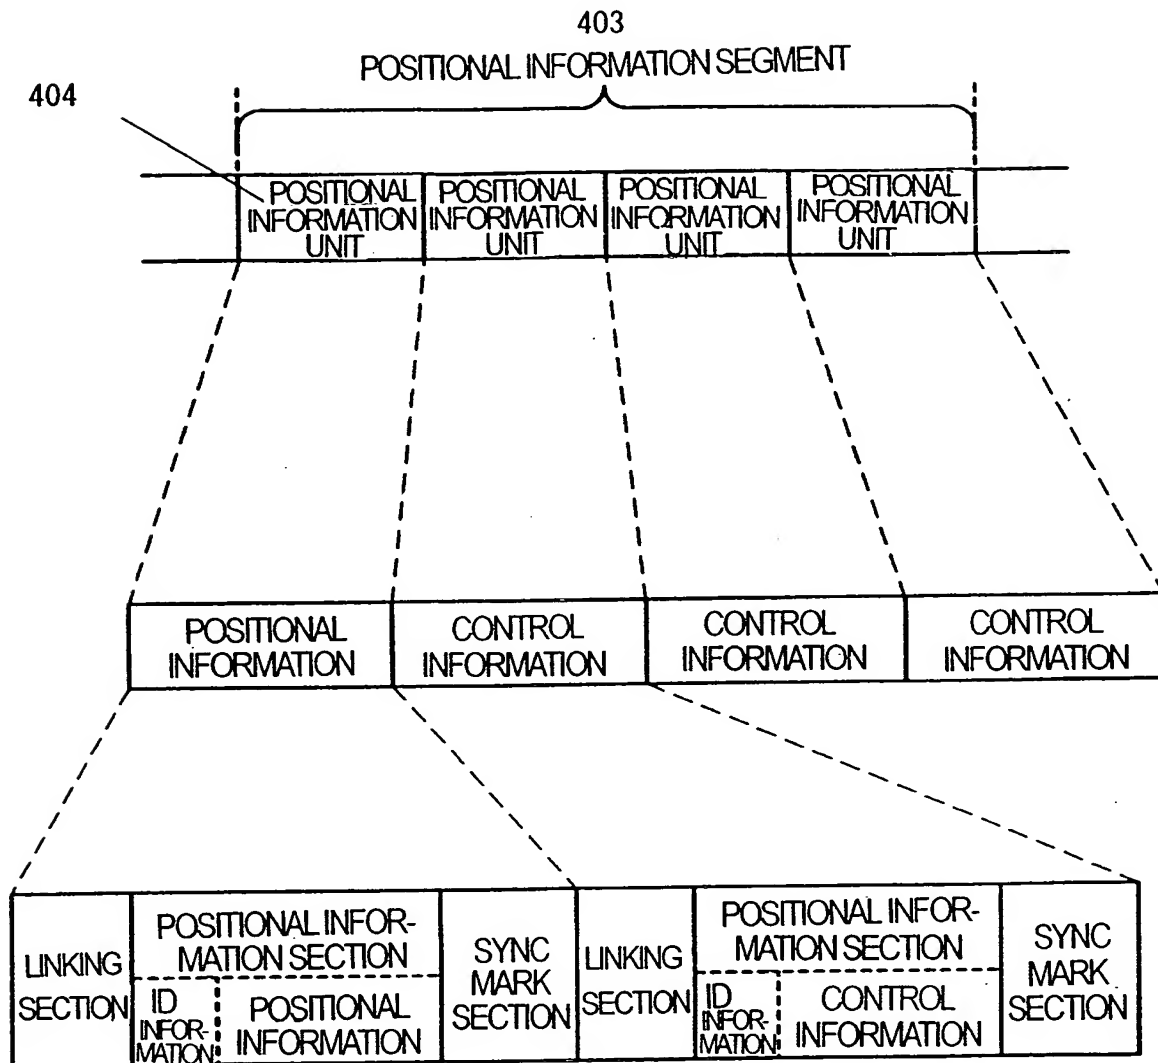 403
POSITIONAL INFORMATION SEGMENT
404
POSITIONAL INFORMATION UNIT
POSITIONAL INFORMATION UNIT
POSITIONAL INFORMATION UNIT
POSITIONAL INFORMATION UNIT
POSITIONAL INFORMATION
CONTROL INFORMATION
CONTROL INFORMATION
CONTROL INFORMATION
LINKING SECTION
POSITIONAL INFOR-
MATION SECTION
ID INFOR-
MATION
POSITIONAL INFORMATION
SYNC MARK SECTION
LINKING SECTION
POSITIONAL INFOR-
MATION SECTION
ID INFOR-
MATION
CONTROL INFORMATION
SYNC MARK SECTION